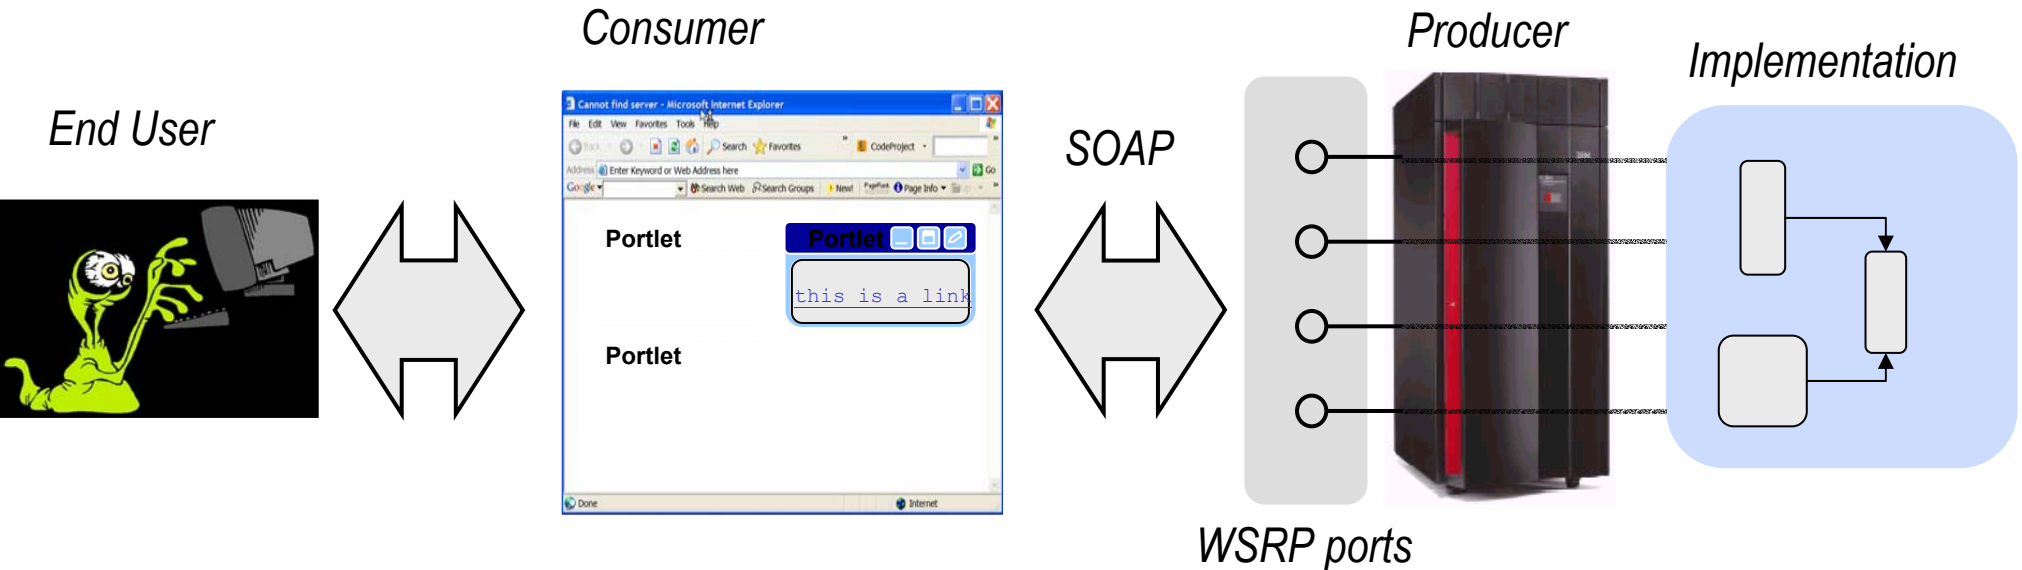 Consumer
Producer
Implementation
End User
SOAP
Cannot find server - Microsoft Internet Explorer
File Edit View Favorites Tools Help
Back Search Favorites » CodeProject »
Address Enter Keyword or Web Address here Go
Google Search Web Search Groups New! PageRank Page Info »
Portlet
Portlet
this is a link
Portlet
Done
Internet
WSRP ports